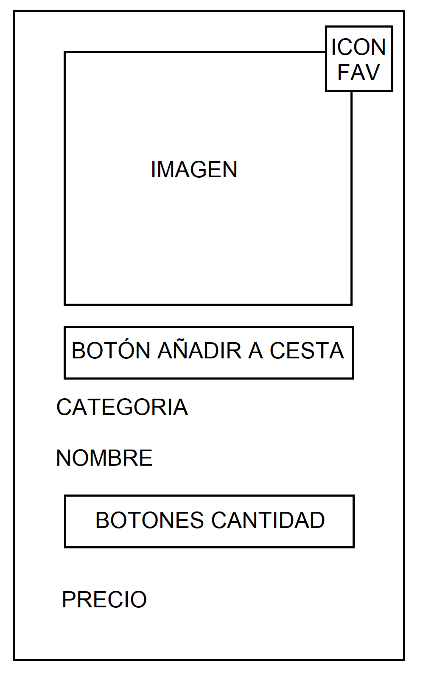 ICON
FAV
IMAGEN
BOTÓN AÑADIR A CESTA
CATEGORIA
NOMBRE
BOTONES CANTIDAD
PRECIO